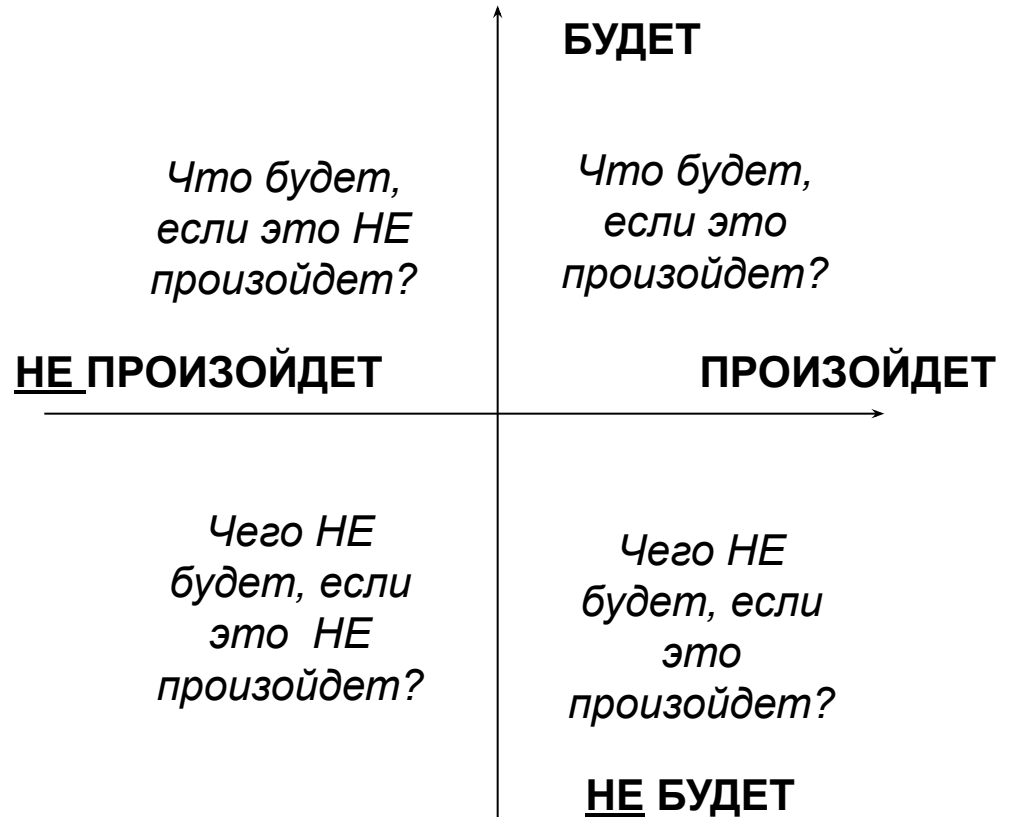 БУДЕТ
Что будет,
если это НЕ
произойдет?
Что будет,
если это
произойдет?
НЕ ПРОИЗОЙДЕТ
ПРОИЗОЙДЕТ
Чего НЕ
будет, если
это  НЕ
произойдет?
Чего НЕ
будет, если
это
произойдет?
НЕ БУДЕТ